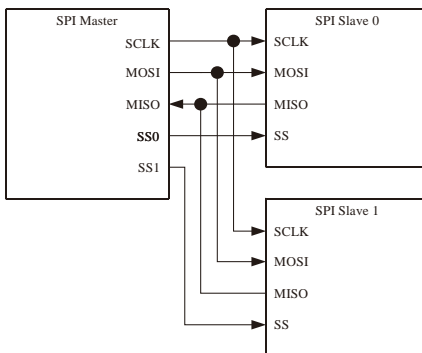 SPI Master
SCLK
MOSI
MISO
SS0
SS1
SPI Slave 0
SCLK
MOSI
MISO
SS
SPI Slave 1
SCLK
MOSI
MISO
SS